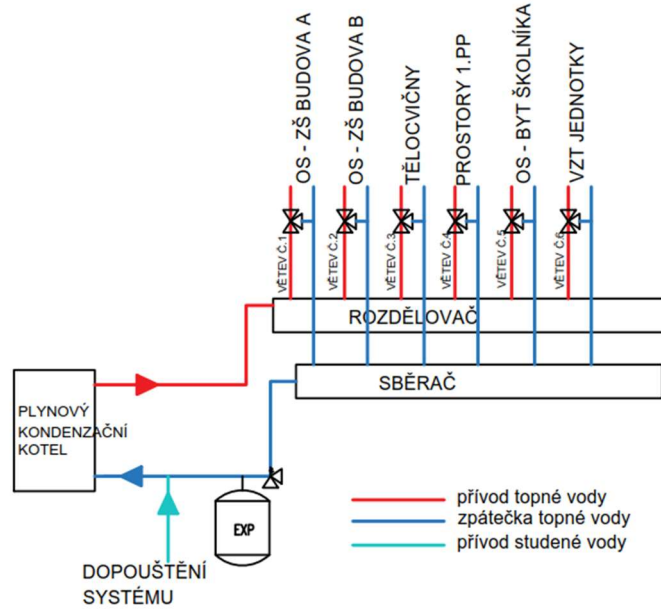 OS - ZŠ BUDOVA A
OS - ZŠ BUDOVA B
TĚLOCVIČNY
PROSTORY 1.PP
OS - BYT ŠKOLNÍKA
VZT JEDNOTKY
VĚTEV Č.1
VĚTEV Č.2
VĚTEV Č.3
VĚTEV Č.4
VĚTEV Č.5
VĚTEV Č.6
ROZDĚLOVAČ
SBĚRAČ
PLYNOVÝ
KONDENZAČNÍ
KOTEL
EXP
DOPOUŠTĚNÍ
SYSTÉMU
přívod topné vody
zpátečka topné vody
přívod studené vody